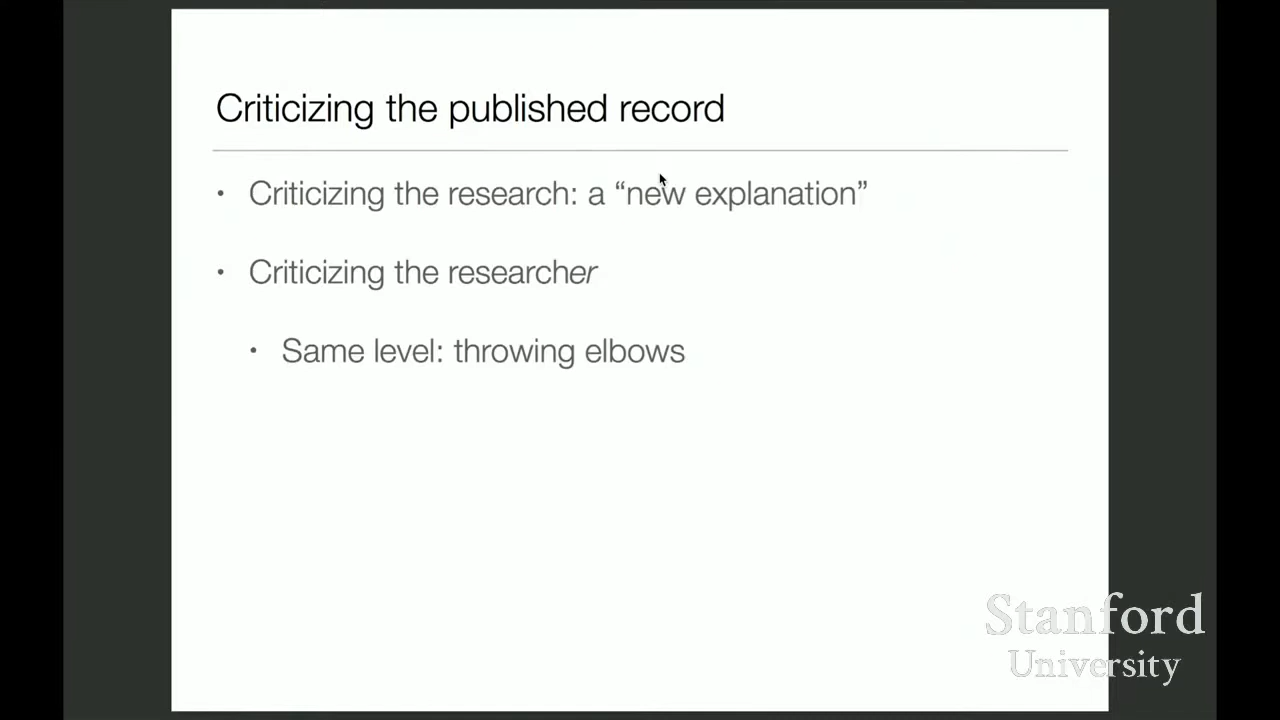 Criticizing the published record
• Criticizing the research: a “new explanation”
• Criticizing the researcher
• Same level: throwing elbows
Stanford
University